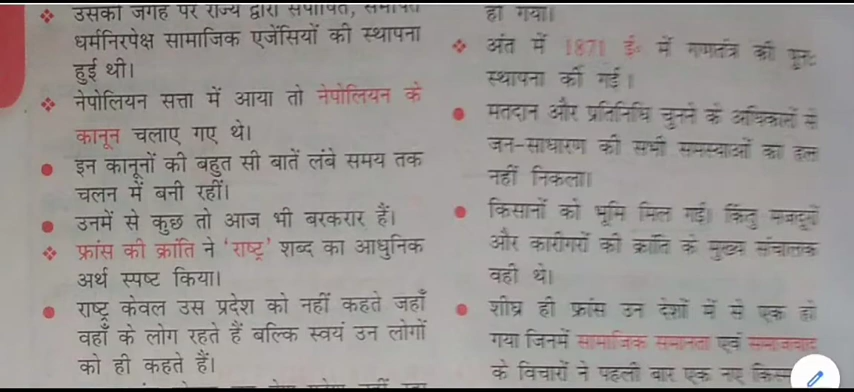 उसकी जगह पर राज्य द्वारा
धर्मनिरपेक्ष सामाजिक एजेंसियों की स्थापना
हुई थी।
नेपोलियन सत्ता में आया तो नेपोलियन के
कानून चलाए गए थे।
इन कानूनों की बहुत सी बातें लंबे समय तक
चलन में बनी रहीं।
उनमें से कुछ तो आज भी बरकरार हैं।
फ्रांस की क्रांति ने 'राष्ट्र' शब्द का आधुनिक
अर्थ स्पष्ट किया।
राष्ट्र केवल उस प्रदेश को नहीं कहते जहाँ
वहाँ के लोग रहते हैं बल्कि स्वयं उन लोगों
को ही कहते हैं।
हो गया।
अंत में 1871 ई॰ में गणतंत्र की पुनः
स्थापना की गई।
मतदान और प्रतिनिधि चुनने के अधिकारों से
जन-साधारण की सभी समस्याओं का हल
नहीं निकला।
किसानों को भूमि मिल गई। किंतु मजदूरों
और कारीगरों की क्रांति के मुख्य संचालक
वही थे।
शीघ्र ही फ्रांस उन देशों में से एक हो
गया जिनमें सामाजिक समानता एवं समाजवाद
के विचारों ने पहली बार एक नए